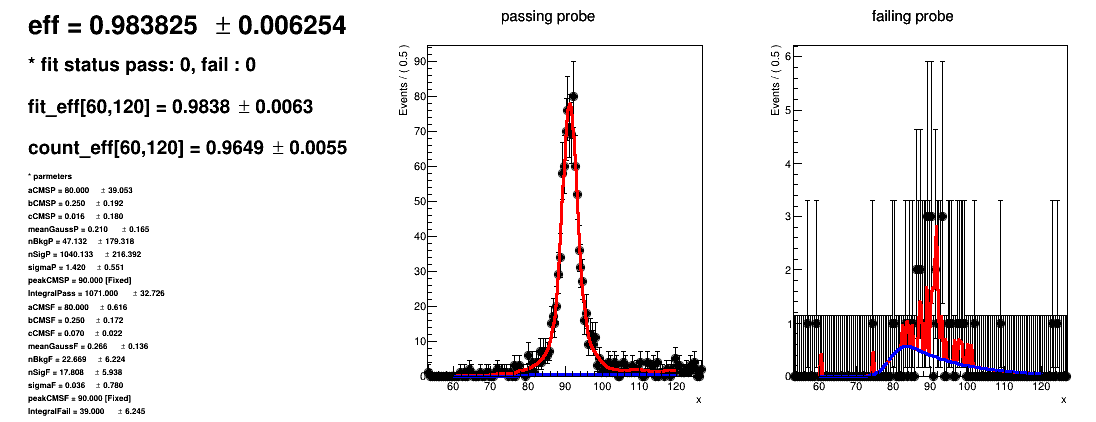 eff = 0.983825 ± 0.006254
* fit status pass: 0, fail : 0
fit_eff[60,120] = 0.9838 ± 0.0063
count_eff[60,120] = 0.9649 ± 0.0055
* parmeters
aCMSP = 80.000 ± 39.053
bCMSP = 0.250 ± 0.192
cCMSP = 0.016 ± 0.180
meanGaussP = 0.210 ± 0.165
nBkgP = 47.132 ± 179.318
nSigP = 1040.133 ± 216.392
sigmaP = 1.420 ± 0.551
peakCMSP = 90.000 [Fixed]
IntegralPass = 1071.000 ± 32.726
aCMSF = 80.000 ± 0.616
bCMSF = 0.250 ± 0.172
cCMSF = 0.070 ± 0.022
meanGaussF = 0.266 ± 0.136
nBkgF = 22.669 ± 6.224
nSigF = 17.808 ± 5.938
sigmaF = 0.036 ± 0.780
peakCMSF = 90.000 [Fixed]
IntegralFail = 39.000 ± 6.245
passing probe
Events / ( 0.5 )
90
80
70
60
50
40
30
20
10
0
60 70 80 90 100 110 120
x
failing probe
Events / ( 0.5 )
6
5
4
3
2
1
0
60 70 80 90 100 110 120
x